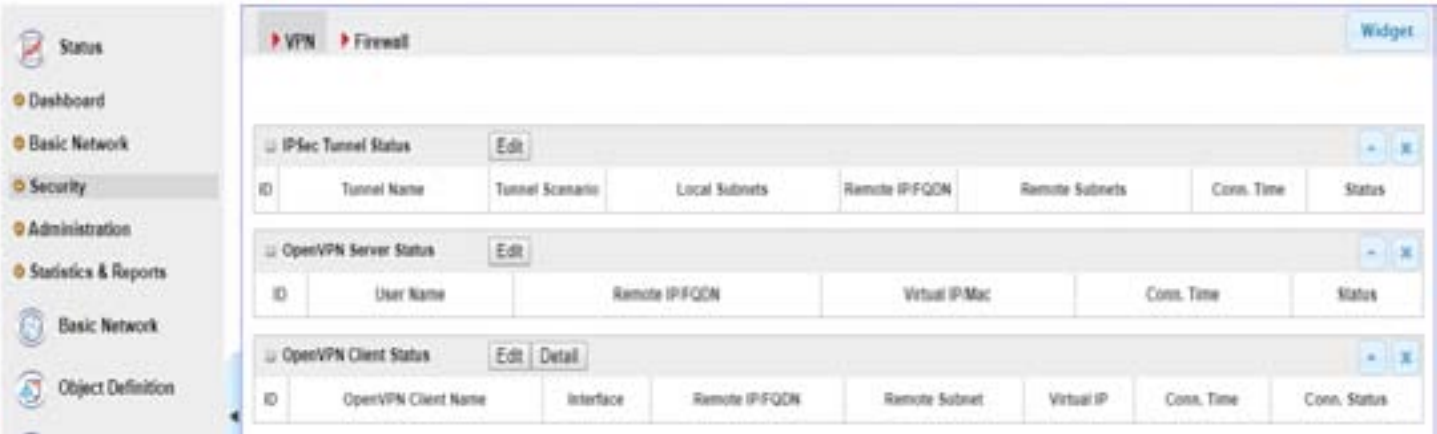 Status
Dashboard
Basic Network
Security
Administration
Statistics & Reports
Basic Network
Object Definition
VPN Firewall
Widget
IPSec Tunnel Status Edit
ID Tunnel Name Tunnel Scenario Local Subnets Remote IP/FQDN Remote Subnets Conn. Time Status
OpenVPN Server Status Edit
ID User Name Remote IP/FQDN Virtual IP/Mac Conn. Time Status
OpenVPN Client Status Edit Detail
ID OpenVPN Client Name Interface Remote IP/FQDN Remote Subnet Virtual IP Conn. Time Conn. Status